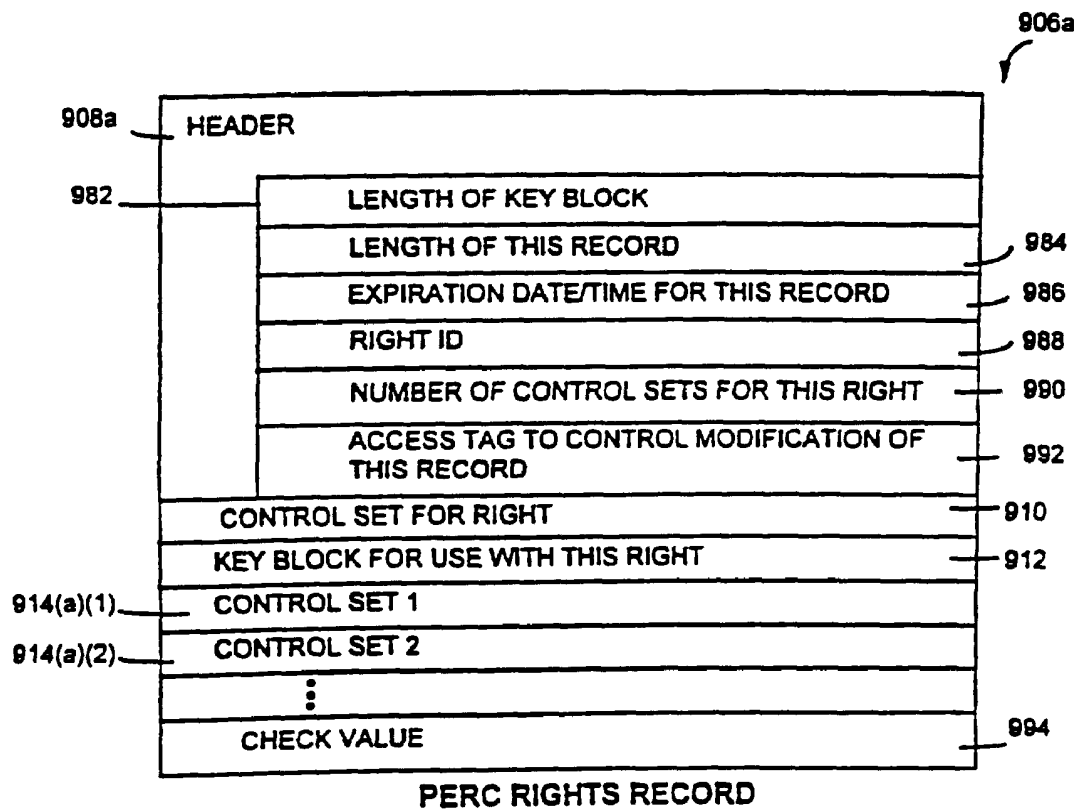 906a
908a
HEADER
982
LENGTH OF KEY BLOCK
LENGTH OF THIS RECORD
984
EXPIRATION DATE/TIME FOR THIS RECORD
986
RIGHT ID
988
NUMBER OF CONTROL SETS FOR THIS RIGHT
990
ACCESS TAG TO CONTROL MODIFICATION OF
THIS RECORD
992
CONTROL SET FOR RIGHT
910
KEY BLOCK FOR USE WITH THIS RIGHT
912
914(a)(1)
CONTROL SET 1
914(a)(2)
CONTROL SET 2
CHECK VALUE
994
PERC RIGHTS RECORD